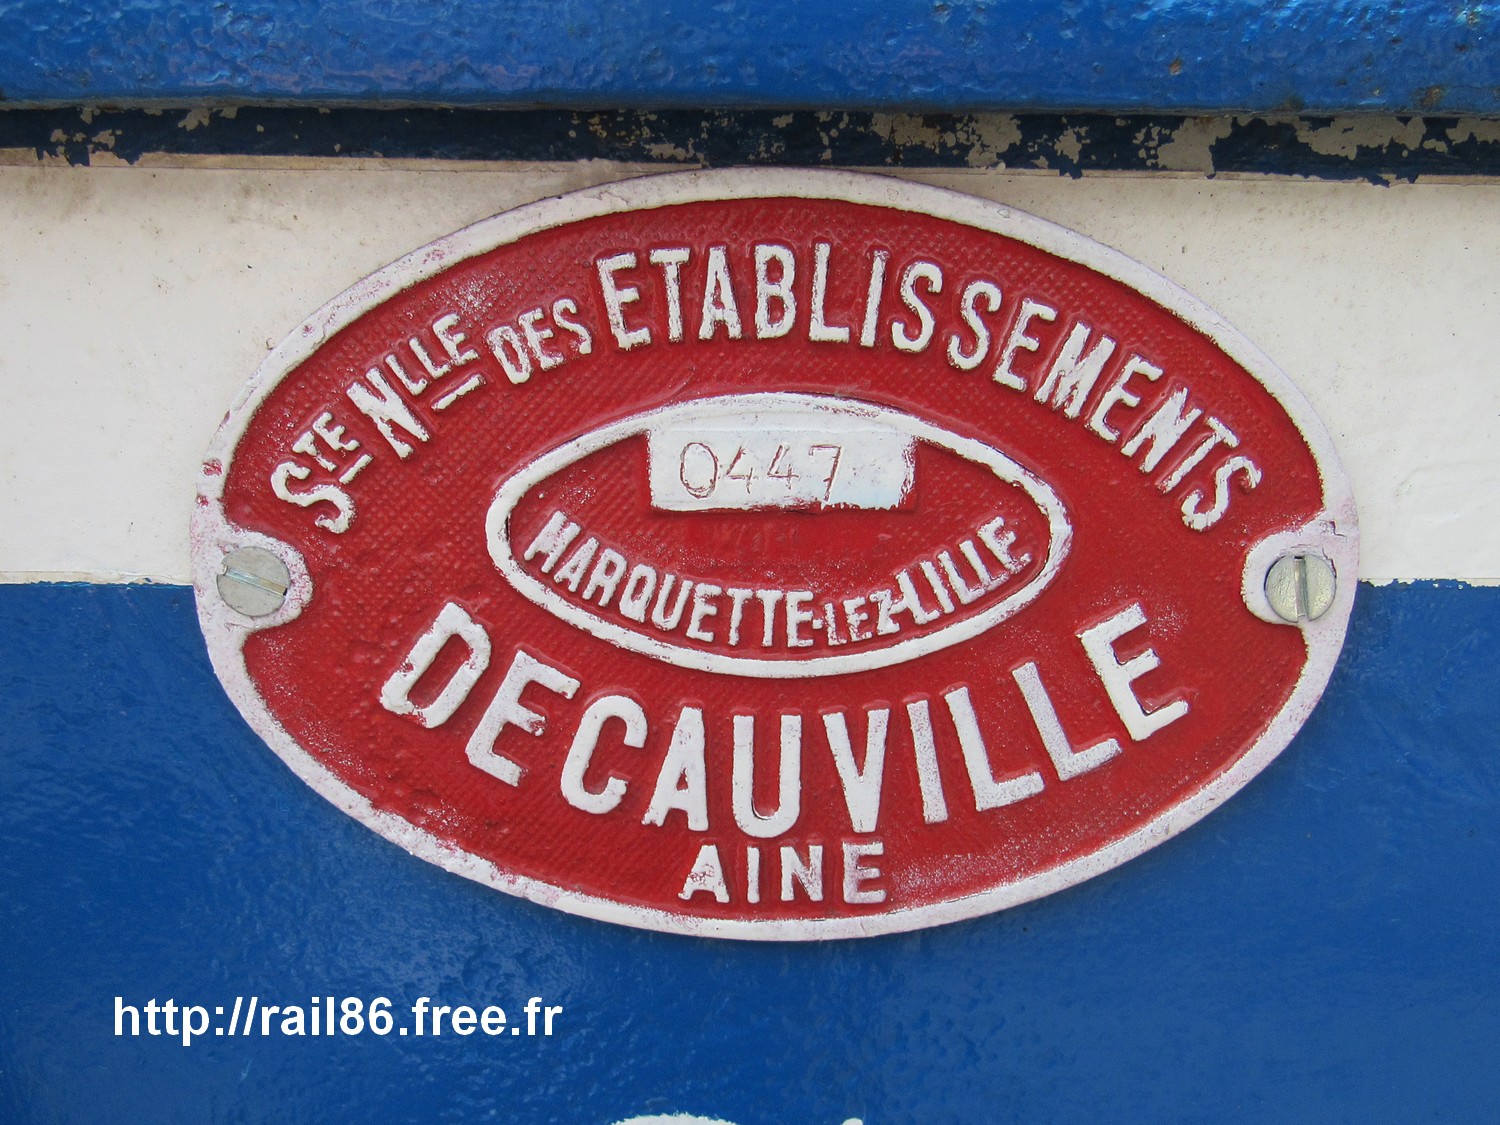 STE NLLE DES ETABLISSEMENTS
0447
MARQUETTE-LEZ-LILLE
DECAUVILLE
AINE
http://rail86.free.fr